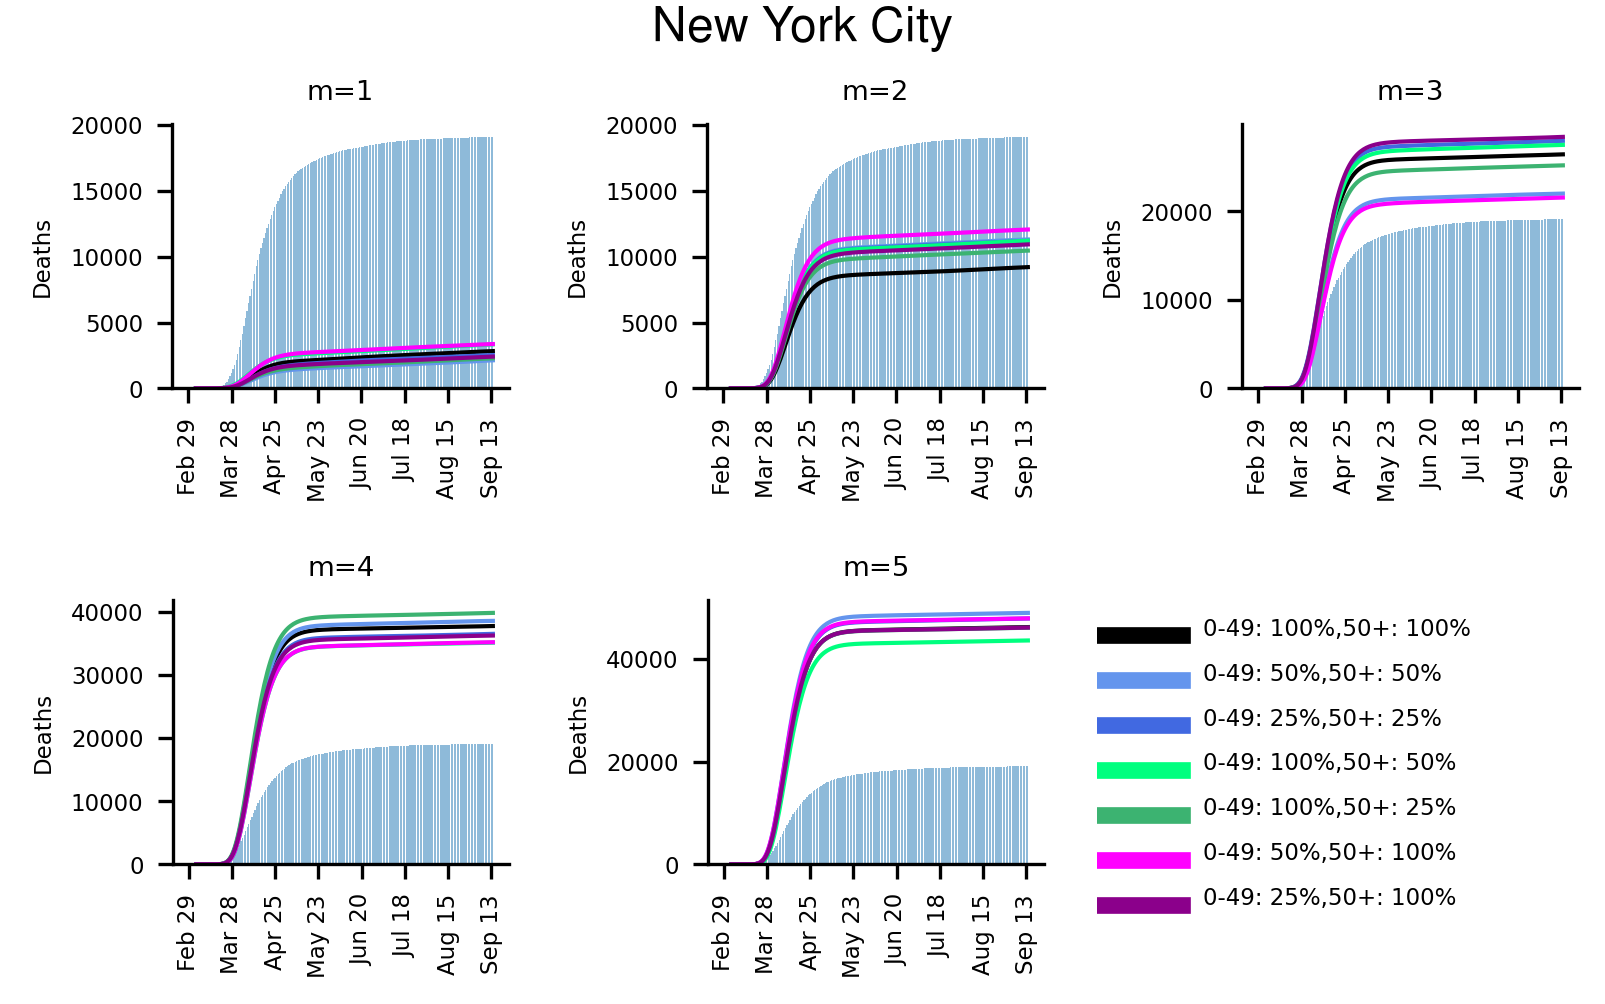 New York City
m=1
20000
15000
10000
5000
0
Deaths
Feb 29
Mar 28
Apr 25
May 23
Jun 20
Jul 18
Aug 15
Sep 13
m=2
20000
15000
10000
5000
0
Deaths
Feb 29
Mar 28
Apr 25
May 23
Jun 20
Jul 18
Aug 15
Sep 13
m=3
20000
10000
0
Deaths
Feb 29
Mar 28
Apr 25
May 23
Jun 20
Jul 18
Aug 15
Sep 13
m=4
40000
30000
20000
10000
0
Deaths
Feb 29
Mar 28
Apr 25
May 23
Jun 20
Jul 18
Aug 15
Sep 13
m=5
40000
20000
0
Deaths
Feb 29
Mar 28
Apr 25
May 23
Jun 20
Jul 18
Aug 15
Sep 13
0-49: 100%,50+: 100%
0-49: 50%,50+: 50%
0-49: 25%,50+: 25%
0-49: 100%,50+: 50%
0-49: 100%,50+: 25%
0-49: 50%,50+: 100%
0-49: 25%,50+: 100%